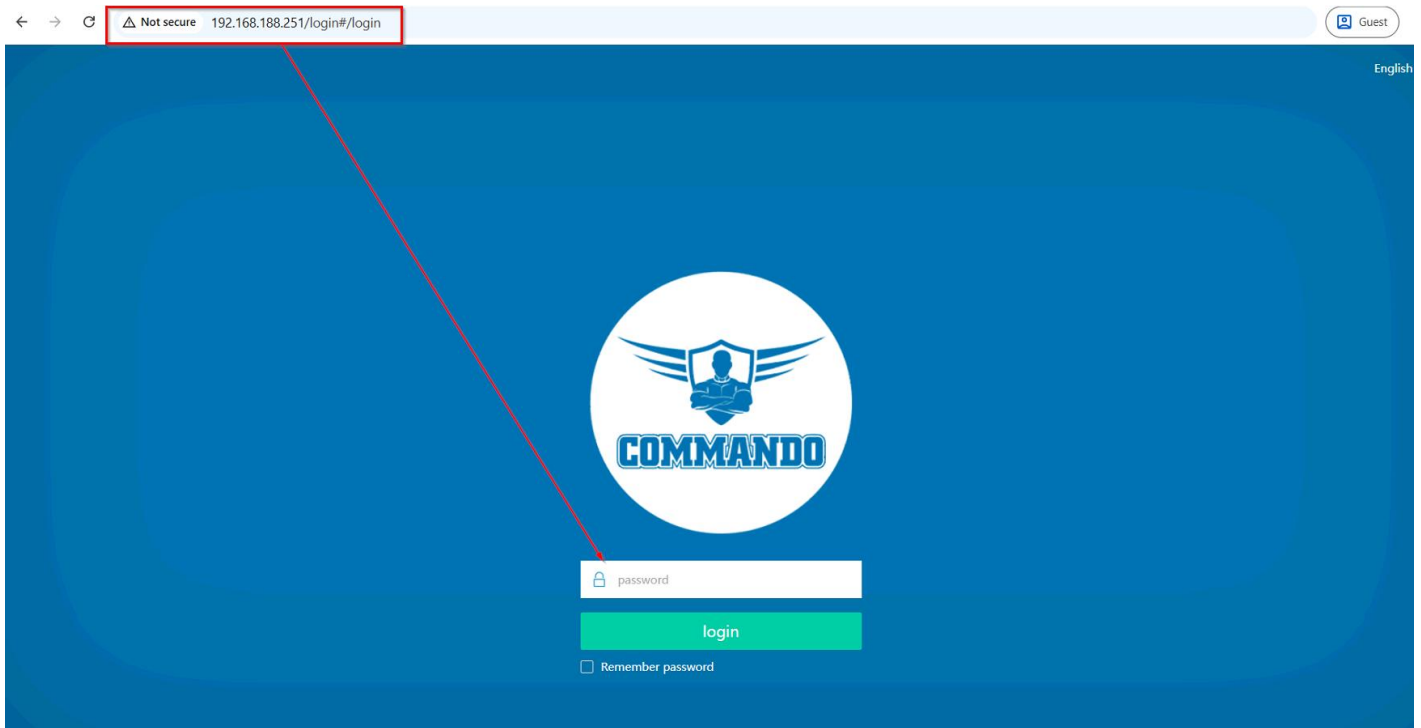 Not secure 192.168.188.251/login#/login
Guest
English
COMMANDO
password
login
Remember password